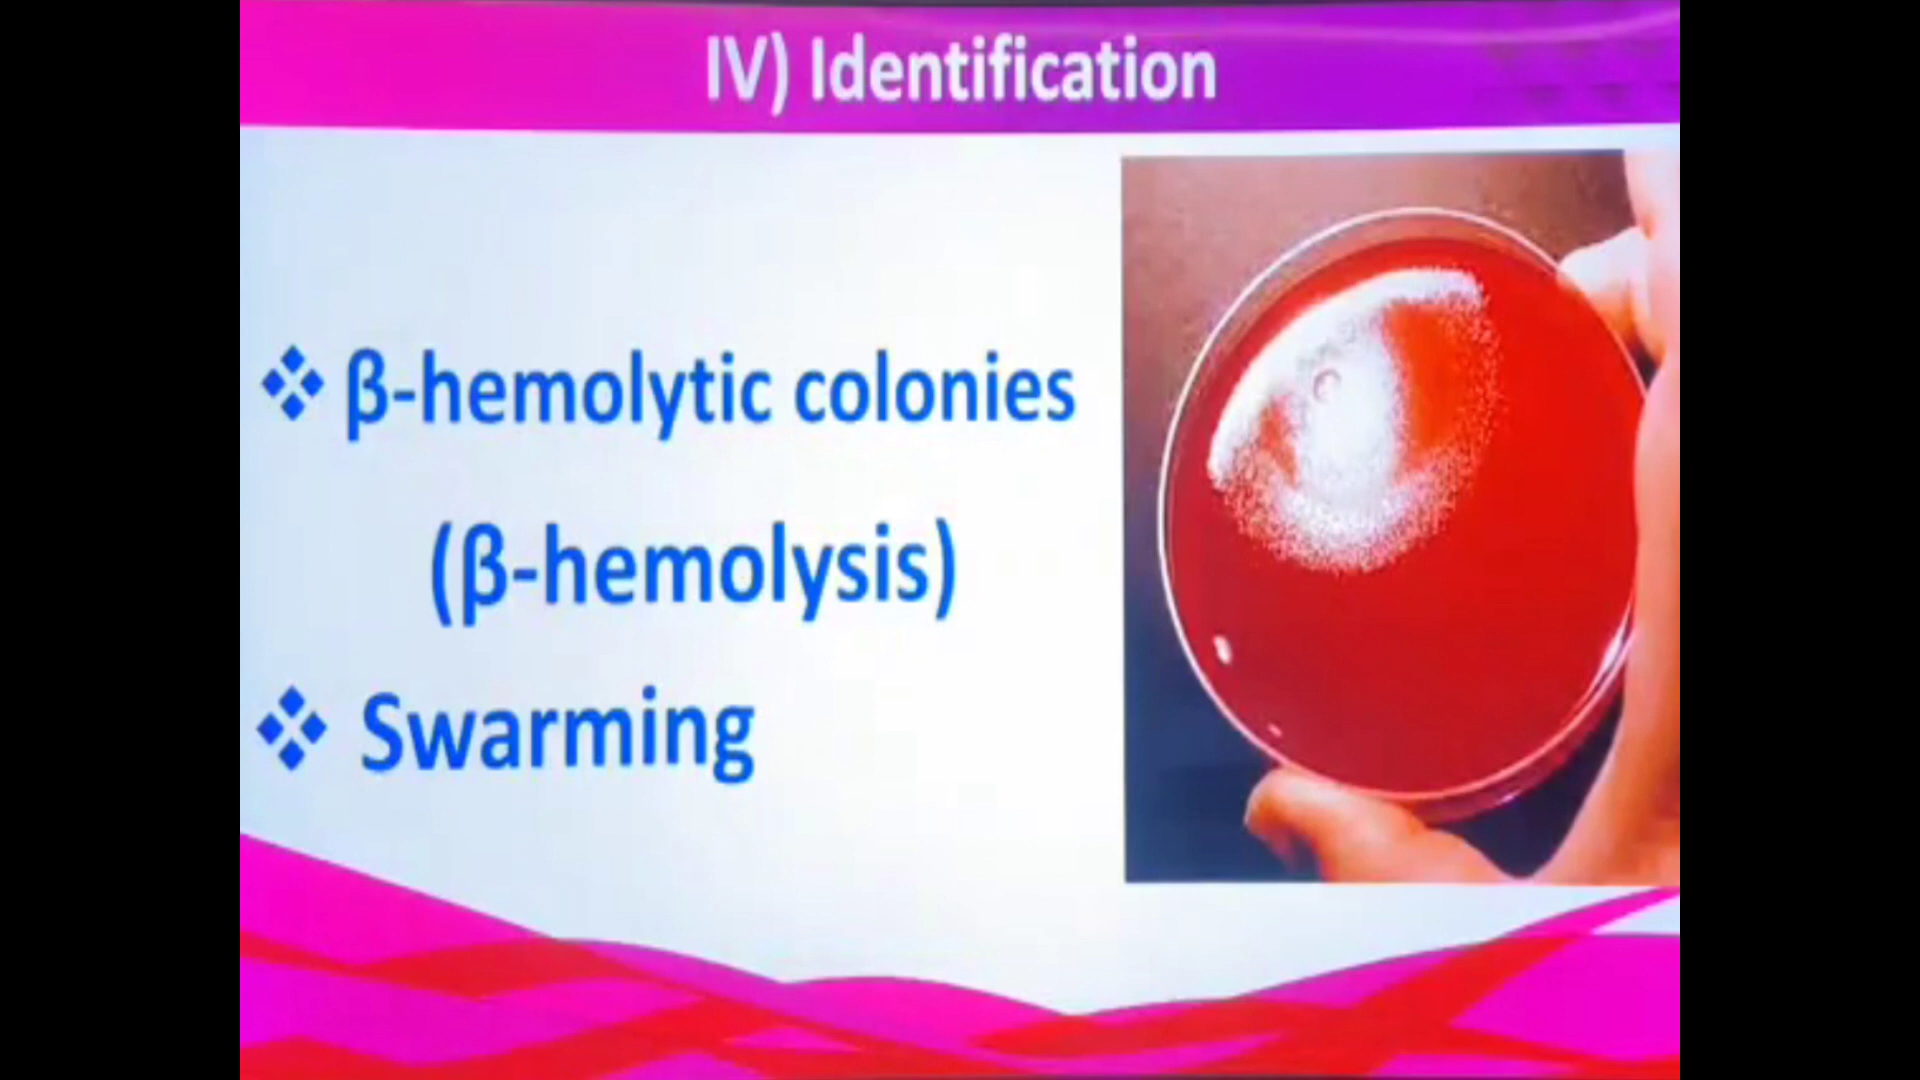 IV) Identification
❖ β-hemolytic colonies
(β-hemolysis)
❖ Swarming